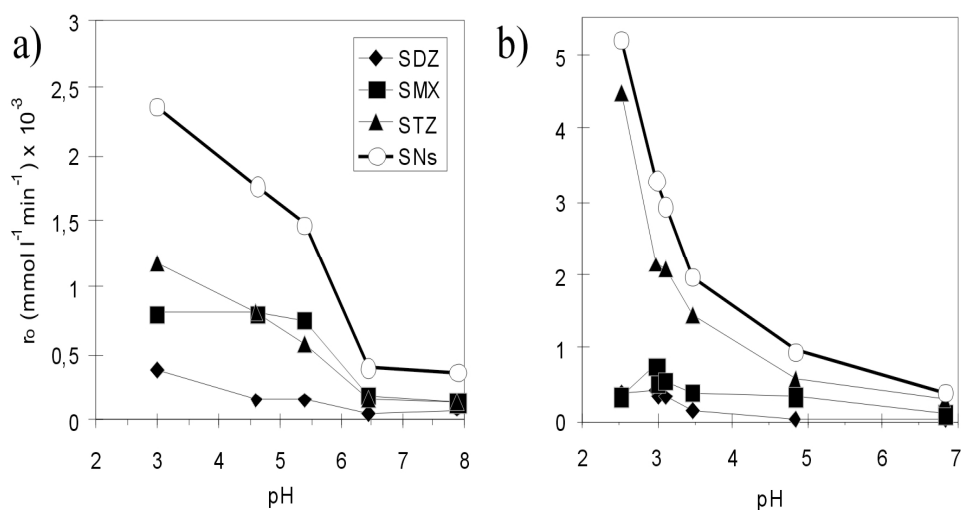 a)
3
2,5
2
1,5
1
0,5
0
r₀ (mmol l⁻¹ min⁻¹) x 10⁻³
SDZ
SMX
STZ
SNs
2 3 4 5 6 7 8
pH
b)
5
4
3
2
1
0
2 3 4 5 6 7
pH